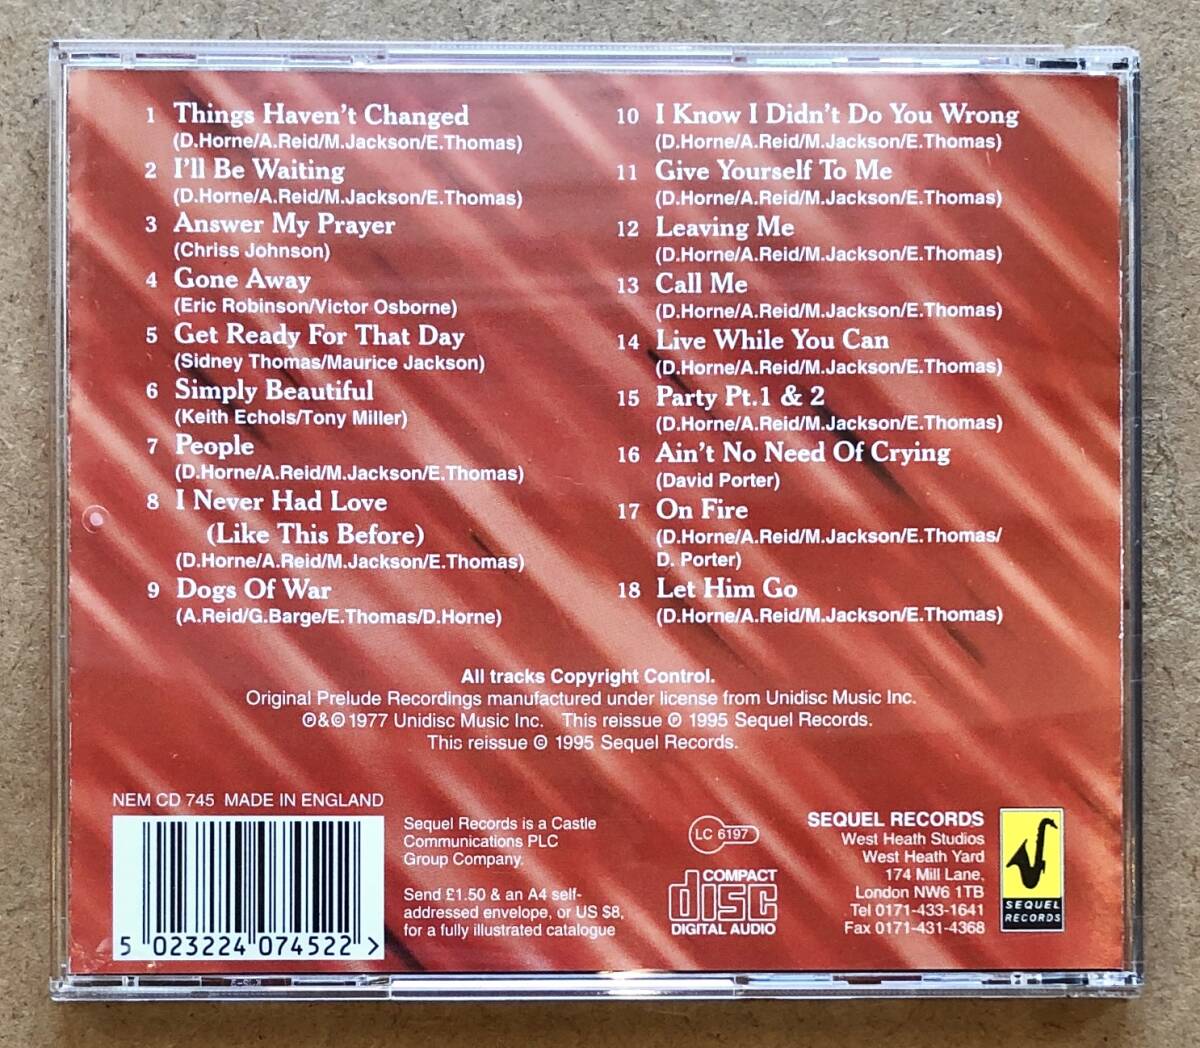 1 Things Haven't Changed
(D.Horne/A.Reid/M.Jackson/E.Thomas)
2 I'll Be Waiting
(D.Horne/A.Reid/M.Jackson/E.Thomas)
3 Answer My Prayer
(Chriss Johnson)
4 Gone Away
(Eric Robinson/Victor Osborne)
5 Get Ready For That Day
(Sidney Thomas/Maurice Jackson)
6 Simply Beautiful
(Keith Echols/Tony Miller)
7 People
(D.Horne/A.Reid/M.Jackson/E.Thomas)
8 I Never Had Love
(Like This Before)
(D.Horne/A.Reid/M.Jackson/E.Thomas)
9 Dogs Of War
(A.Reid/G.Barge/E.Thomas/D.Horne)
10 I Know I Didn't Do You Wrong
(D.Horne/A.Reid/M.Jackson/E.Thomas)
11 Give Yourself To Me
(D.Horne/A.Reid/M.Jackson/E.Thomas)
12 Leaving Me
(D.Horne/A.Reid/M.Jackson/E.Thomas)
13 Call Me
(D.Horne/A.Reid/M.Jackson/E.Thomas)
14 Live While You Can
(D.Horne/A.Reid/M.Jackson/E.Thomas)
15 Party Pt.1 & 2
(D.Horne/A.Reid/M.Jackson/E.Thomas)
16 Ain't No Need Of Crying
(David Porter)
17 On Fire
(D.Horne/A.Reid/M.Jackson/E.Thomas/
D. Porter)
18 Let Him Go
(D.Horne/A.Reid/M.Jackson/E.Thomas)
All tracks Copyright Control.
Original Prelude Recordings manufactured under license from Unidisc Music Inc.
℗&© 1977 Unidisc Music Inc. This reissue ℗ 1995 Sequel Records.
This reissue © 1995 Sequel Records.
NEM CD 745 MADE IN ENGLAND
5 023224 074522 >
Sequel Records is a Castle
Communications PLC
Group Company.
Send £1.50 & an A4 self-
addressed envelope, or US $8,
for a fully illustrated catalogue
LC 6197
COMPACT
disc
DIGITAL AUDIO
SEQUEL RECORDS
West Heath Studios
West Heath Yard
174 Mill Lane,
London NW6 1TB
Tel 0171-433-1641
Fax 0171-431-4368
SEQUEL
RECORDS